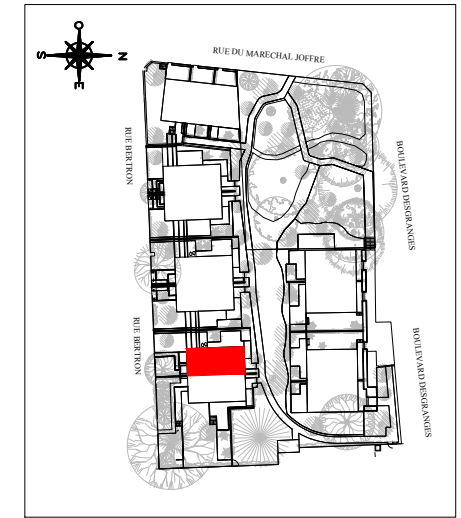 O
S
N
E
RUE DU MARECHAL JOFFRE
RUE BERTRON
BOULEVARD DESGRANGES
RUE BERTRON
BOULEVARD DESGRANGES